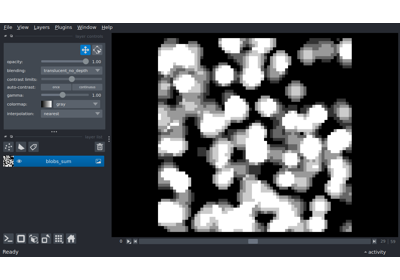 File View Layers Plugins Window Help
opacity: 1.00
blending: translucent_no_depth
contrast limits:
auto-contrast: once continuous
gamma: 1.00
colormap: gray
interpolation: nearest
blobs_sum
Ready
activity